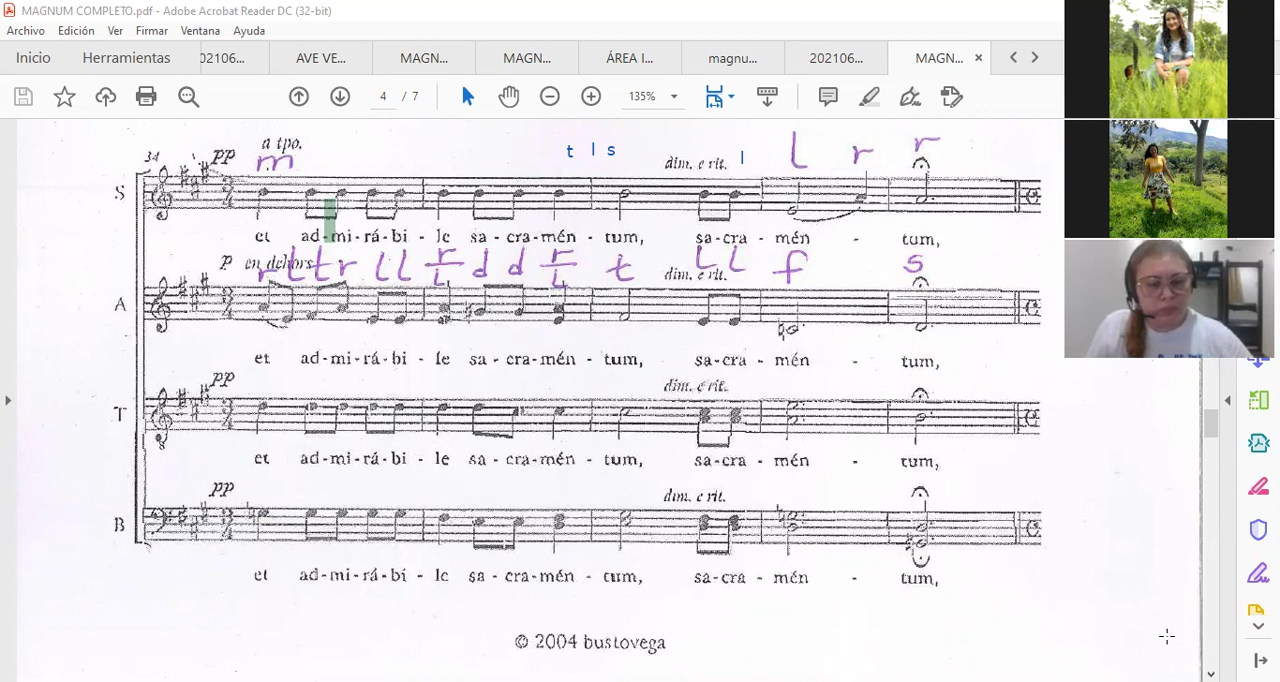 MAGNUM COMPLETO.pdf - Adobe Acrobat Reader DC (32-bit)
Archivo Edición Ver Firmar Ventana Ayuda
Inicio Herramientas 02106... AVE VE... MAGN... MAGN... ÁREA I... magnu... 202106... MAGN...
4 / 7 135%
34 pp a tpo. t l s dim. e rit. l l r r
m
S
et ad-mi-rá-bi - le sa-cra-mén - tum, sa-cra - mén - tum,
p en dehors dim. e rit.
r l t r l l d d t L L f s
A
et ad-mi-rá-bi - le sa-cra-mén - tum, sa-cra - mén - tum,
pp dim. e rit.
T
et ad-mi-rá-bi - le sa-cra-mén - tum, sa-cra - mén - tum,
pp dim. e rit.
B
et ad-mi-rá-bi - le sa-cra-mén - tum, sa-cra - mén - tum,
© 2004 bustovega